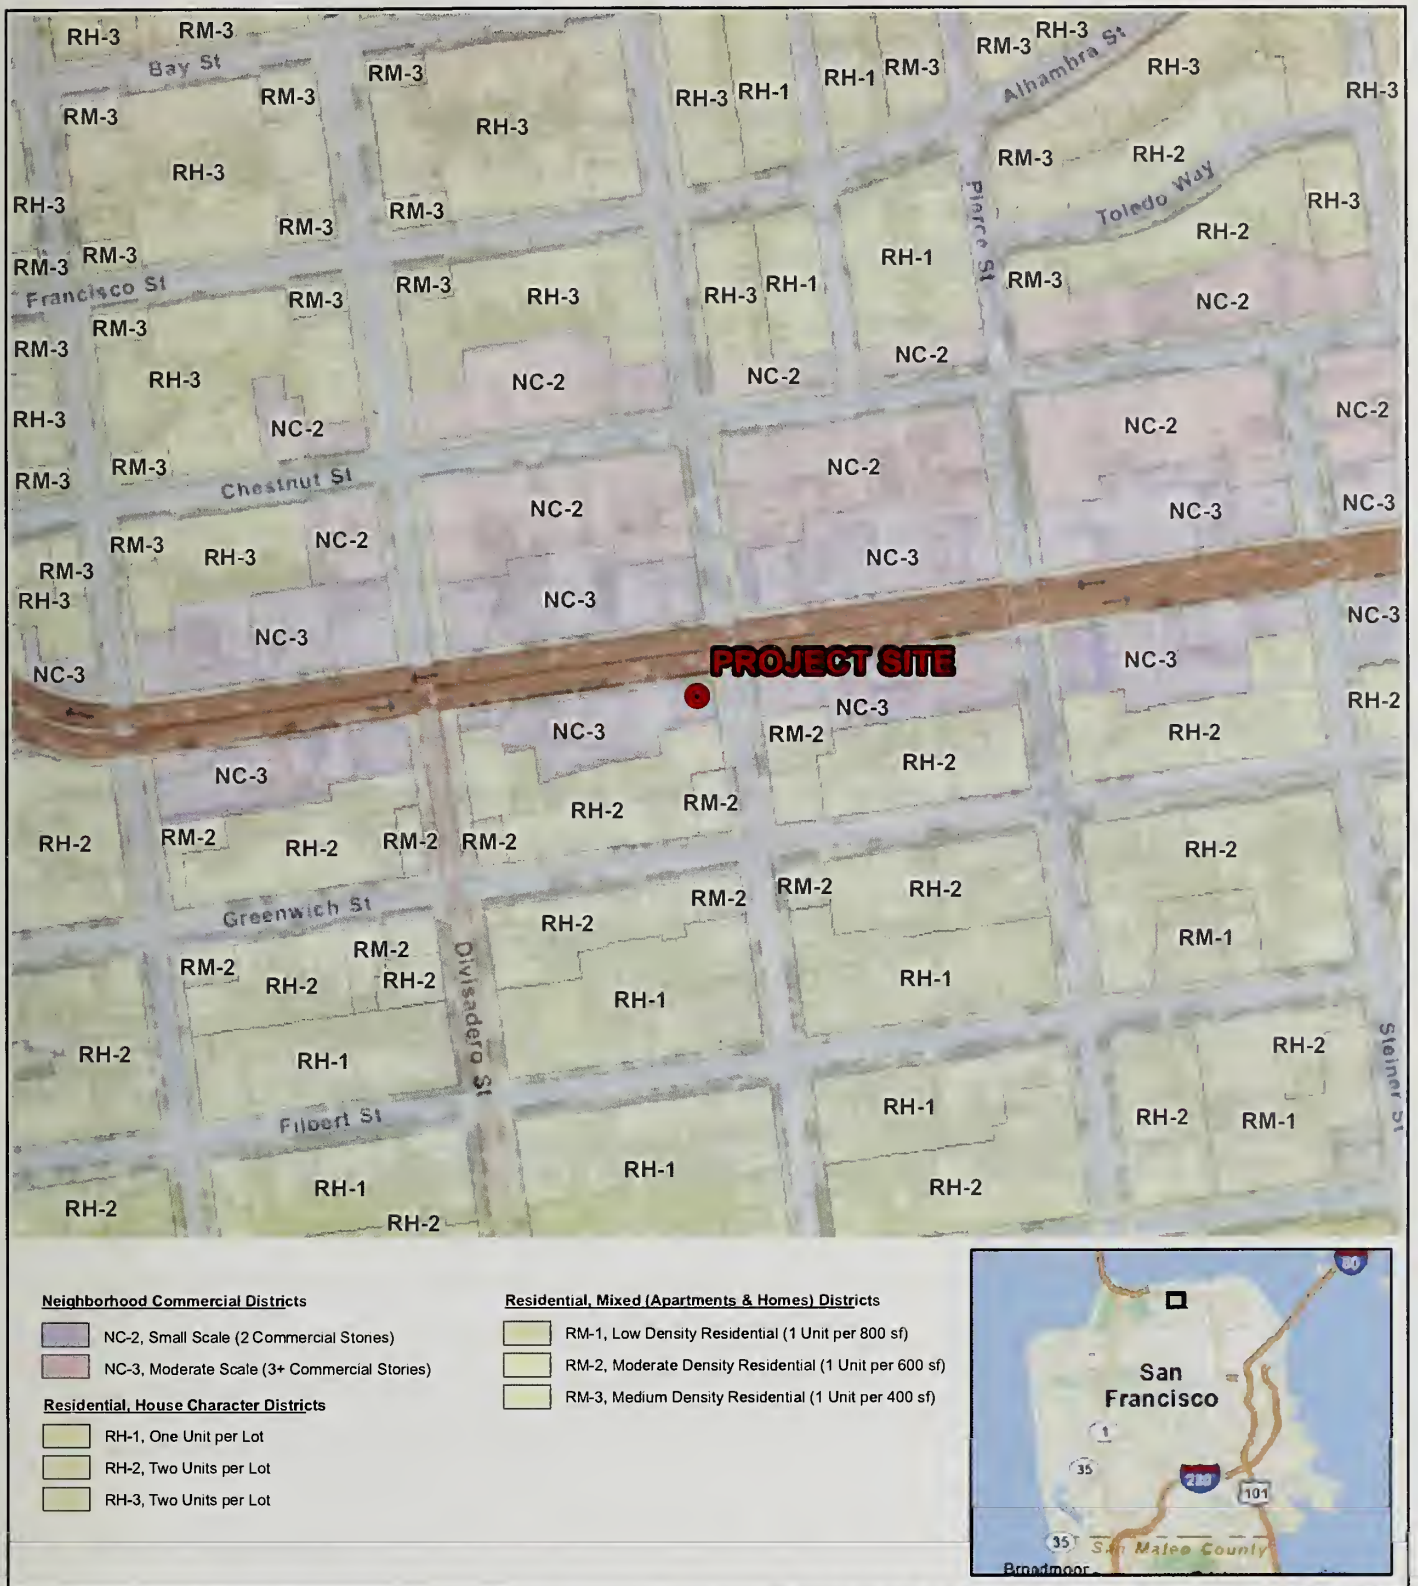 RH-3 RM-3 RM-3 RH-3
Bay St Alhambra St
RM-3 RH-1 RM-3 RH-3
RM-3 RM-3 RH-3 RH-1 RH-3
RH-3
RH-3 RM-3 RH-2
RH-3 RM-3 Pierce St Toledo Way RH-3
RM-3 RH-2
RM-3 RM-3 RH-1
Francisco St RM-3 RM-3 RH-3 RH-3 RH-1 RM-3 NC-2
RM-3
RM-3 NC-2
RH-3 NC-2 NC-2
RH-3 NC-2 NC-2 NC-2
RM-3 RM-3 NC-2
Chestnut St NC-2 NC-3 NC-3
RM-3 RH-3 NC-2 NC-3
RM-3
RH-3 NC-3 NC-3
NC-3 NC-3
NC-3 PROJECT SITE NC-3
NC-3 RH-2
NC-3 RM-2 RH-2
NC-3 RH-2
RH-2 RM-2
RH-2 RM-2 RH-2 RM-2 RM-2 RH-2
RM-2 RM-2 RH-2
Greenwich St RH-2
RM-2 RM-1
RM-2 RH-2 RH-2 RH-1
RH-1
RH-2 RH-1 Divisadero St RH-2 Steiner St
Filbert St RH-1 RH-2 RM-1
RH-1 RH-1 RH-2
RH-2 RH-2
Neighborhood Commercial Districts
NC-2, Small Scale (2 Commercial Stories)
NC-3, Moderate Scale (3+ Commercial Stories)
Residential, House Character Districts
RH-1, One Unit per Lot
RH-2, Two Units per Lot
RH-3, Two Units per Lot
Residential, Mixed (Apartments & Homes) Districts
RM-1, Low Density Residential (1 Unit per 800 sf)
RM-2, Moderate Density Residential (1 Unit per 600 sf)
RM-3, Medium Density Residential (1 Unit per 400 sf)
80
San
Francisco
1
35
280
101
35
San Mateo County
Broadmoor